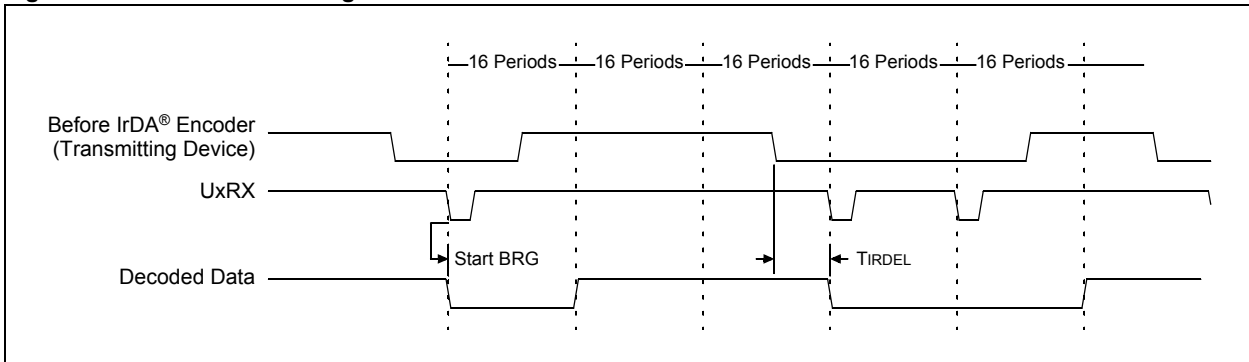 16 Periods 16 Periods 16 Periods 16 Periods 16 Periods
Before IrDA® Encoder
(Transmitting Device)
UxRX
Start BRG
TIRDEL
Decoded Data